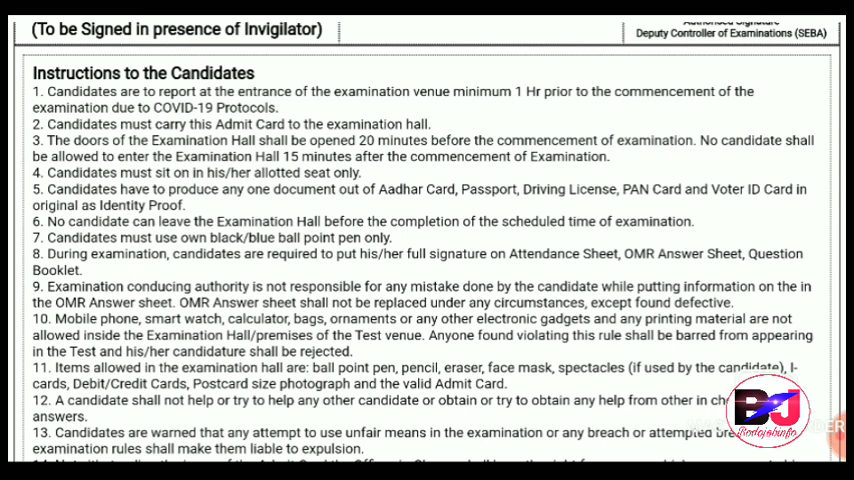 (To be Signed in presence of Invigilator)
Authorised Signature
Deputy Controller of Examinations (SEBA)
Instructions to the Candidates
1. Candidates are to report at the entrance of the examination venue minimum 1 Hr prior to the commencement of the
examination due to COVID-19 Protocols.
2. Candidates must carry this Admit Card to the examination hall.
3. The doors of the Examination Hall shall be opened 20 minutes before the commencement of examination. No candidate shall
be allowed to enter the Examination Hall 15 minutes after the commencement of Examination.
4. Candidates must sit on in his/her allotted seat only.
5. Candidates have to produce any one document out of Aadhar Card, Passport, Driving License, PAN Card and Voter ID Card in
original as Identity Proof.
6. No candidate can leave the Examination Hall before the completion of the scheduled time of examination.
7. Candidates must use own black/blue ball point pen only.
8. During examination, candidates are required to put his/her full signature on Attendance Sheet, OMR Answer Sheet, Question
Booklet.
9. Examination conducing authority is not responsible for any mistake done by the candidate while putting information on the in
the OMR Answer sheet. OMR Answer sheet shall not be replaced under any circumstances, except found defective.
10. Mobile phone, smart watch, calculator, bags, ornaments or any other electronic gadgets and any printing material are not
allowed inside the Examination Hall/premises of the Test venue. Anyone found violating this rule shall be barred from appearing
in the Test and his/her candidature shall be rejected.
11. Items allowed in the examination hall are: ball point pen, pencil, eraser, face mask, spectacles (if used by the candidate), I-
cards, Debit/Credit Cards, Postcard size photograph and the valid Admit Card.
12. A candidate shall not help or try to help any other candidate or obtain or try to obtain any help from other in
answers.
13. Candidates are warned that any attempt to use unfair means in the examination or any breach or attempted
examination rules shall make them liable to expulsion.
BJ
Bodojobinfo